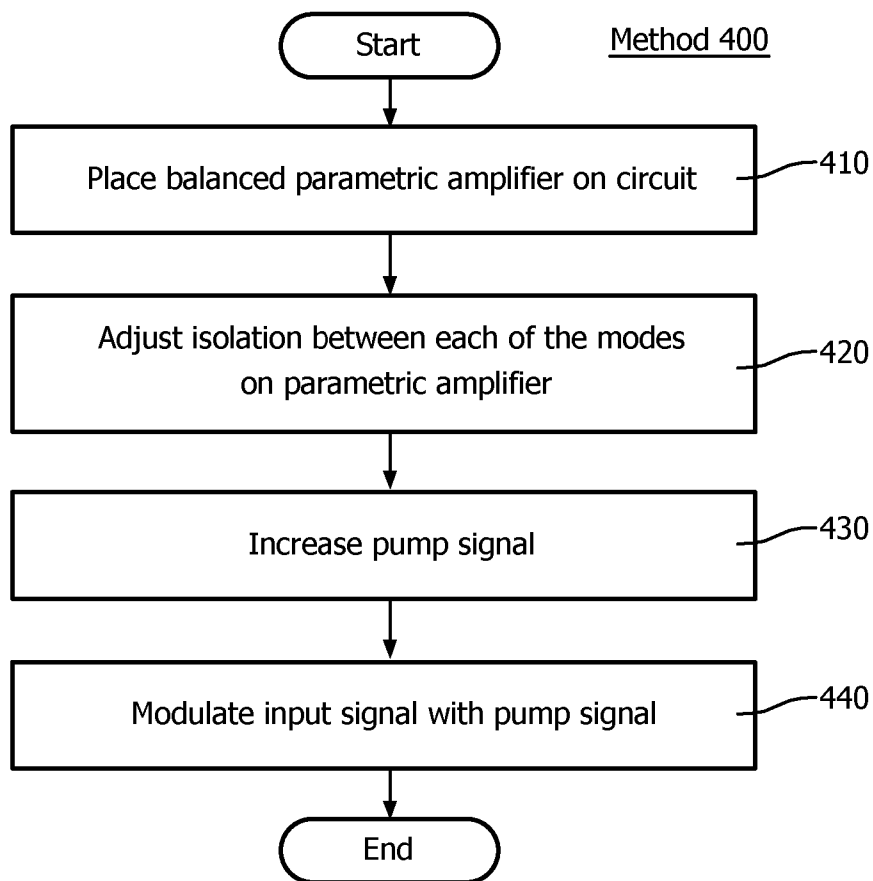 Start
Method 400
Place balanced parametric amplifier on circuit
410
Adjust isolation between each of the modes
on parametric amplifier
420
Increase pump signal
430
Modulate input signal with pump signal
440
End